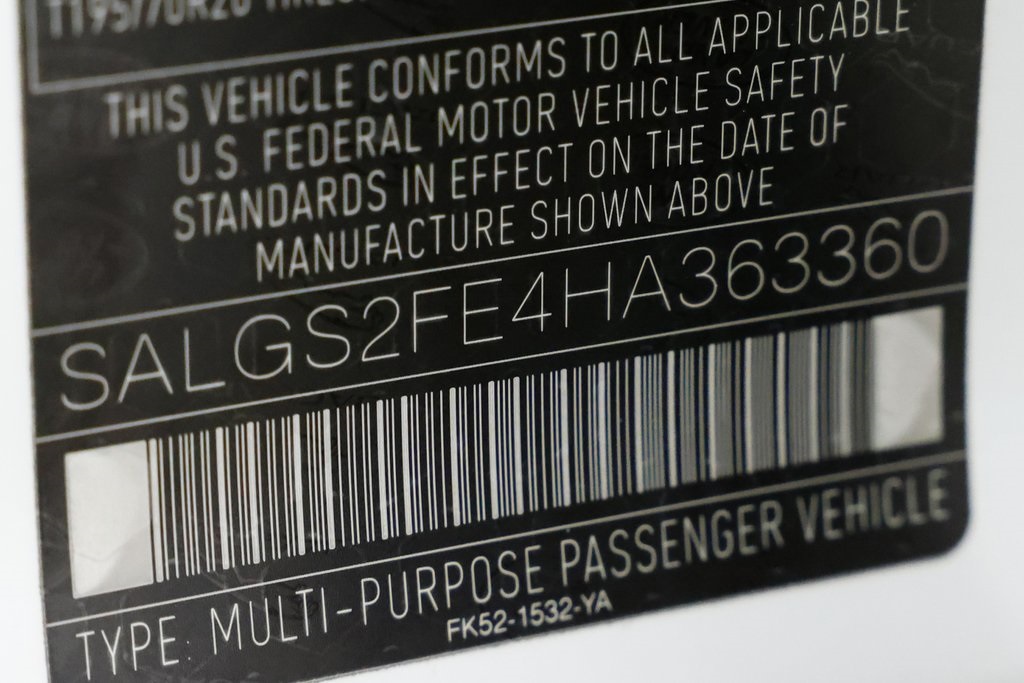 THIS VEHICLE CONFORMS TO ALL APPLICABLE
U.S. FEDERAL MOTOR VEHICLE SAFETY
STANDARDS IN EFFECT ON THE DATE OF
MANUFACTURE SHOWN ABOVE
SALGS2FE4HA363360
TYPE: MULTI-PURPOSE PASSENGER VEHICLE
FK52-1532-YA